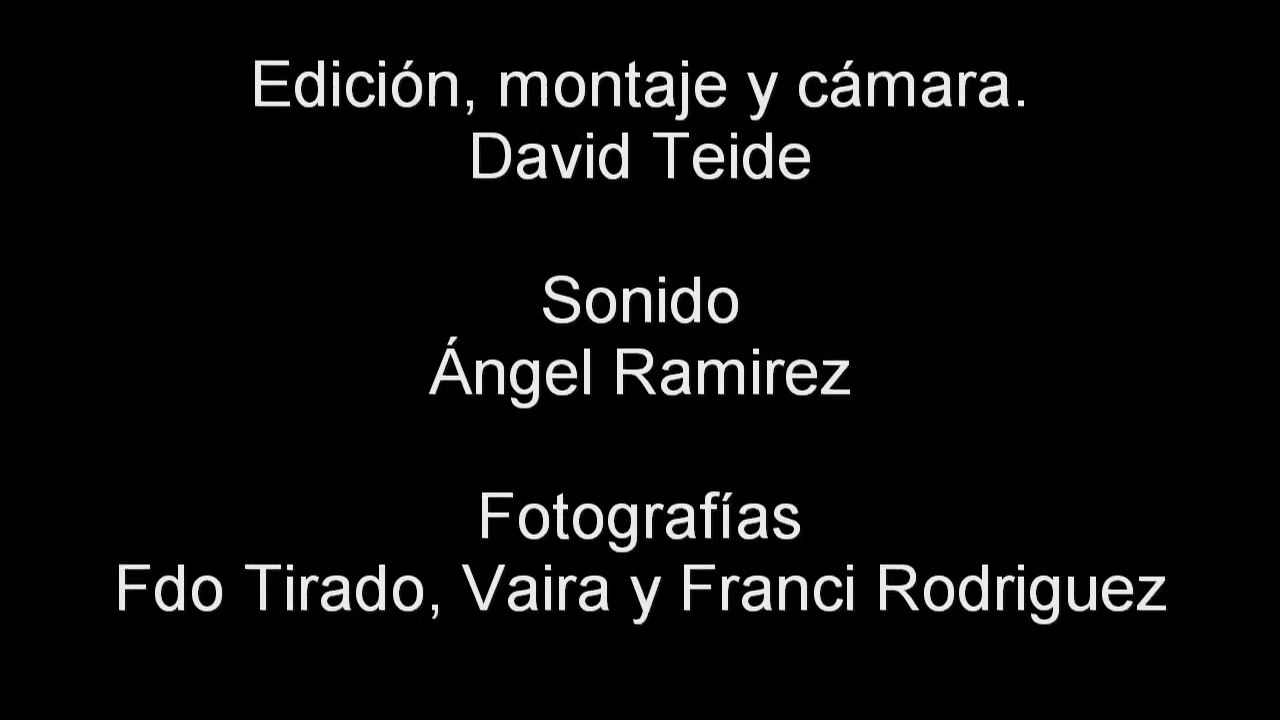 Edición, montaje y cámara.
David Teide
Sonido
Ángel Ramirez
Fotografías
Fdo Tirado, Vaira y Franci Rodriguez